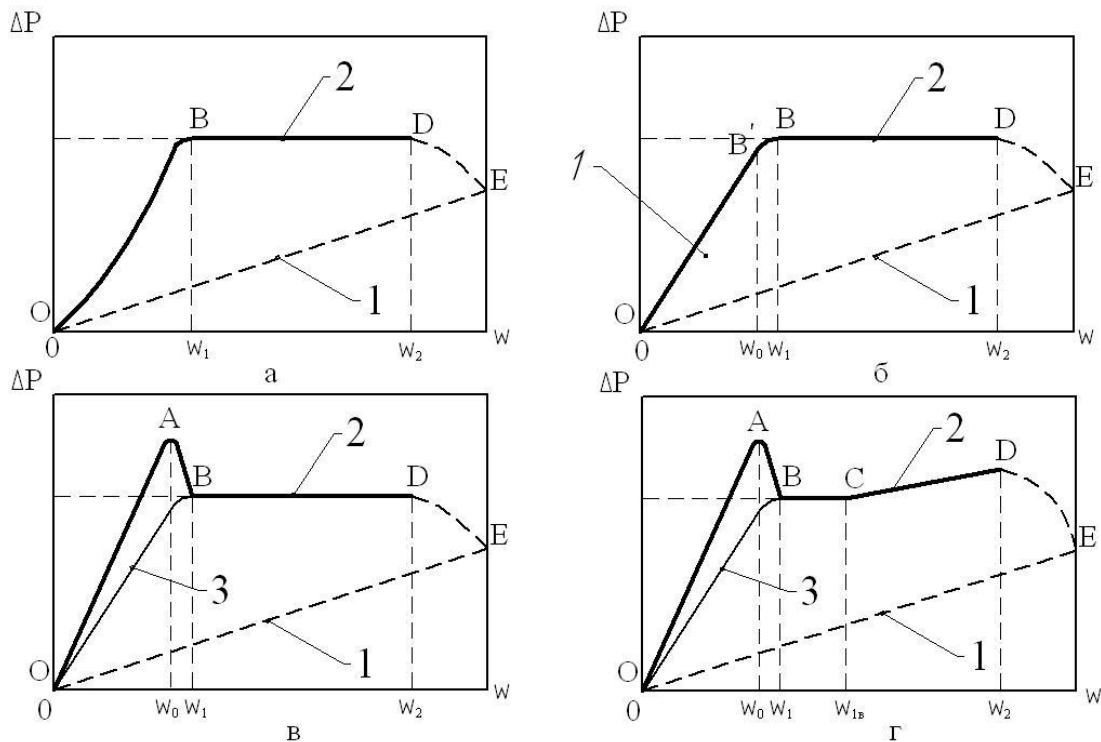 ΔP ΔP
2 2
B D B D
B'
1
E E
1 1
O O
0 W₁ W₂ W 0 W₀ W₁ W₂ W
а б
ΔP ΔP
A A
2 2 D
B D B C
E E
3 3
1 1
O O
0 W₀ W₁ W₂ W 0 W₀ W₁ W₁в W₂ W
в г